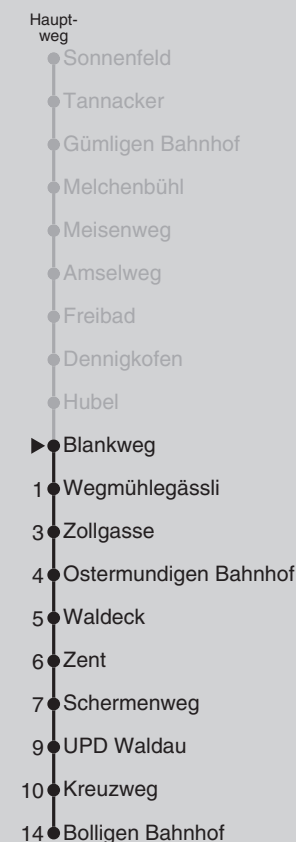 Haupt-
weg
Sonnenfeld
Tannacker
Gümligen Bahnhof
Melchenbühl
Meisenweg
Amselweg
Freibad
Dennigkofen
Hubel
Blankweg
1 Wegmühlegässli
3 Zollgasse
4 Ostermundigen Bahnhof
5 Waldeck
6 Zent
7 Schermenweg
9 UPD Waldau
10 Kreuzweg
14 Bolligen Bahnhof